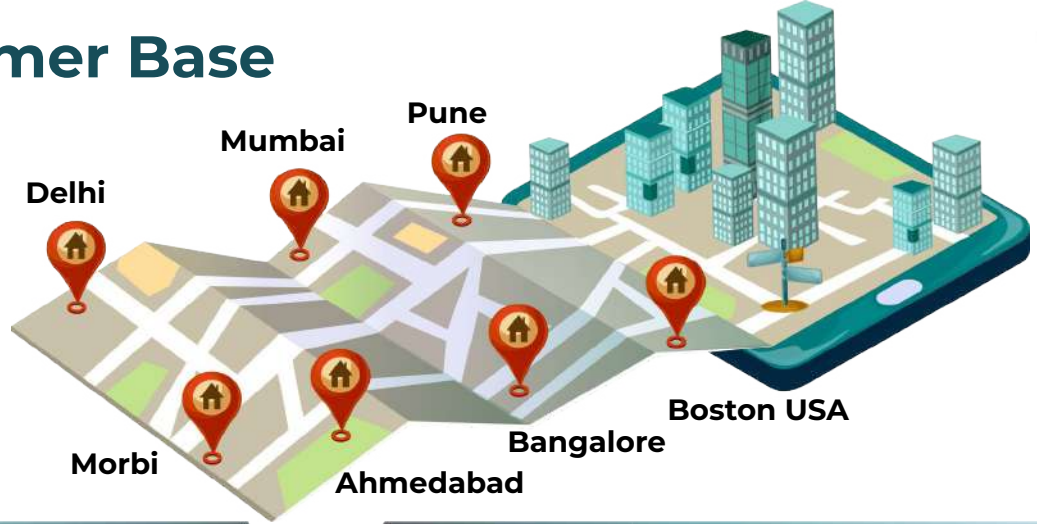 mer Base
Pune
Mumbai
Delhi
Boston USA
Bangalore
Morbi
Ahmedabad